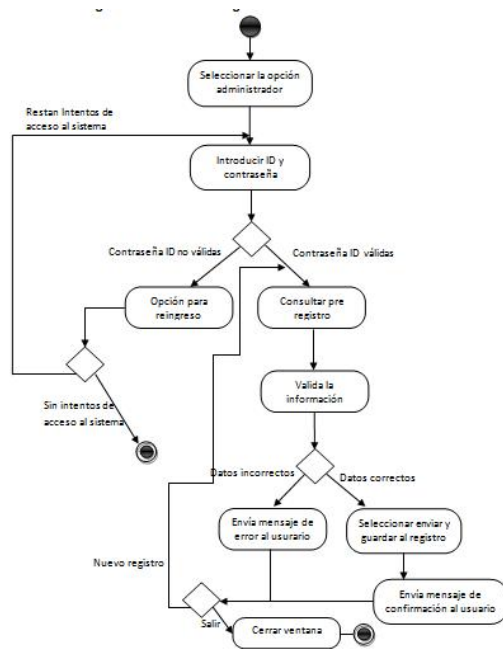 Seleccionar la opción
administrador
Restan Intentos de
acceso al sistema
Introducir ID y
contraseña
Contraseña ID no válidas
Contraseña ID válidas
Opción para
reingreso
Consultar pre
registro
Valida la
información
Sin intentos de
acceso al sistema
Datos incorrectos
Datos correctos
Envía mensaje de
error al usurario
Seleccionar enviar y
guardar al registro
Nuevo registro
Envía mensaje de
confirmación al usuario
Salir
Cerrar ventana